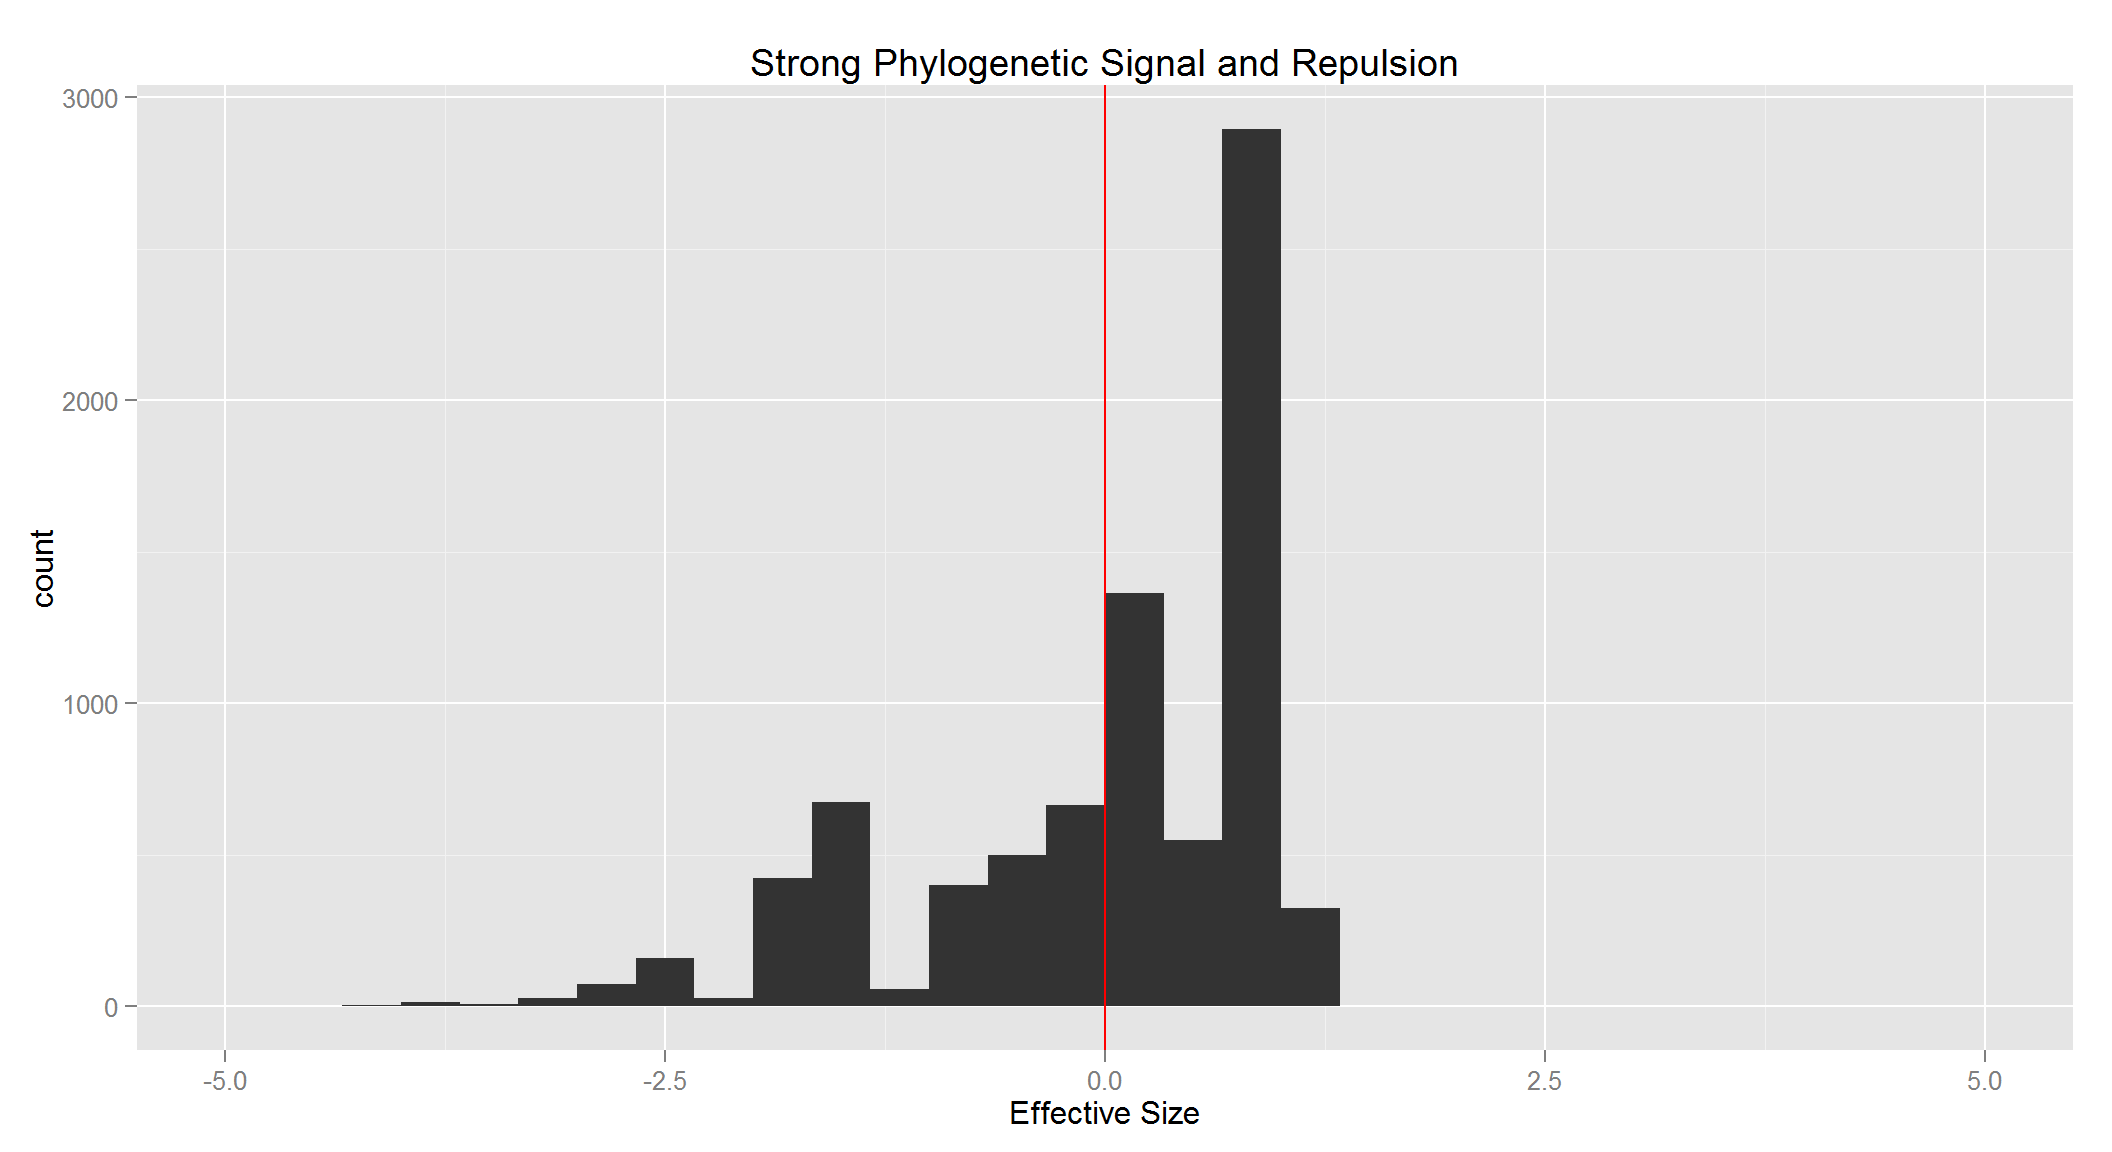 Strong Phylogenetic Signal and Repulsion
3000
2000
1000
0
count
-5.0 -2.5 0.0 2.5 5.0
Effective Size